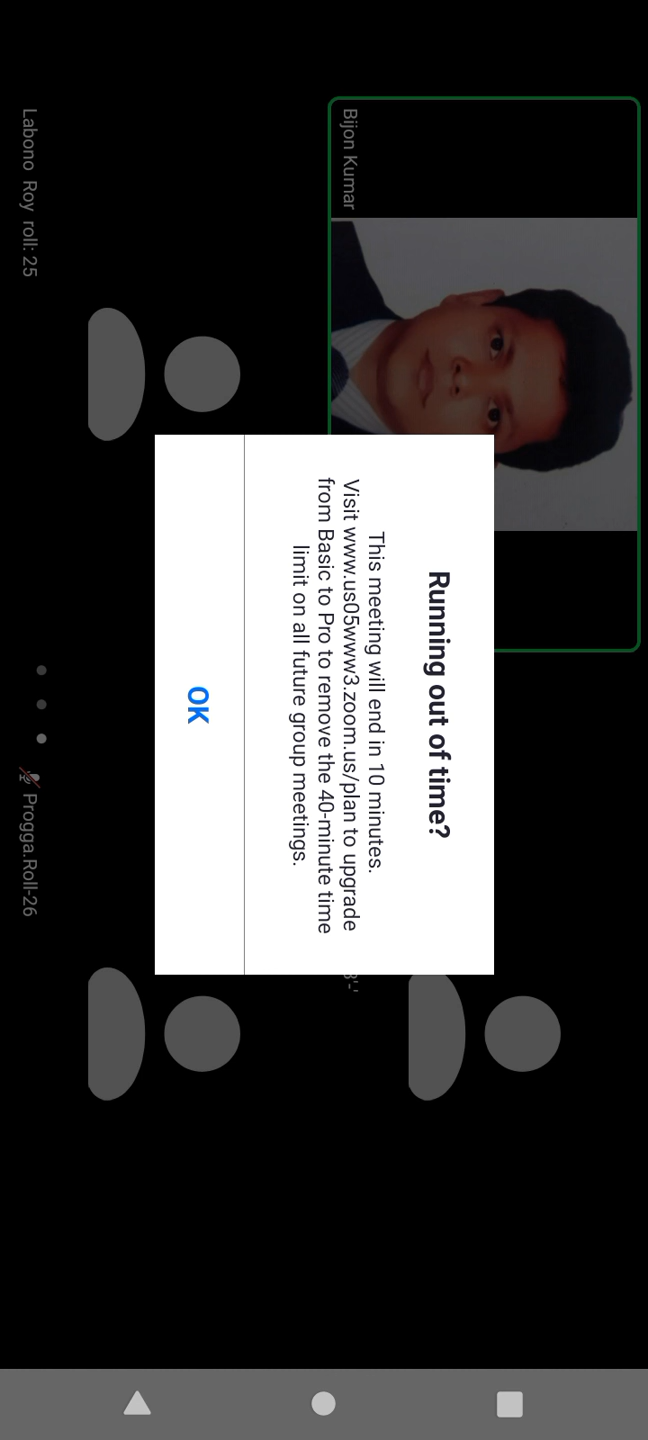 Bijon Kumar
Running out of time?
This meeting will end in 10 minutes.
Visit www.us05www3.zoom.us/plan to upgrade
from Basic to Pro to remove the 40-minute time
limit on all future group meetings.
OK
Labono Roy roll: 25
Progga.Roll-26